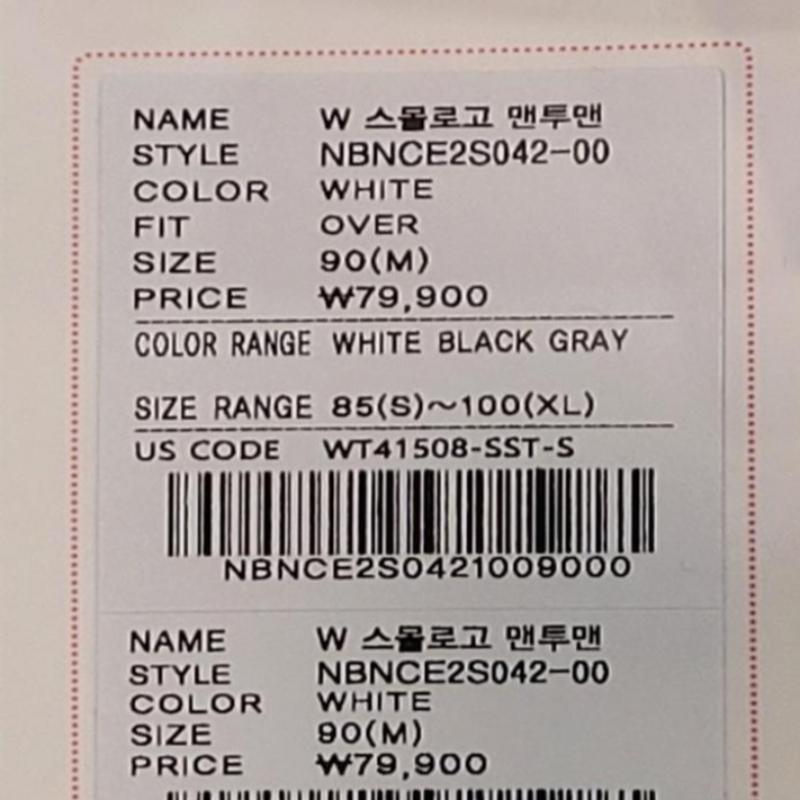 NAME W 스몰로고 맨투맨
STYLE NBNCE2S042-00
COLOR WHITE
FIT OVER
SIZE 90(M)
PRICE ₩79,900
COLOR RANGE WHITE BLACK GRAY
SIZE RANGE 85(S)~100(XL)
US CODE WT41508-SST-S
NBNCE2S0421009000
NAME W 스몰로고 맨투맨
STYLE NBNCE2S042-00
COLOR WHITE
SIZE 90(M)
PRICE ₩79,900